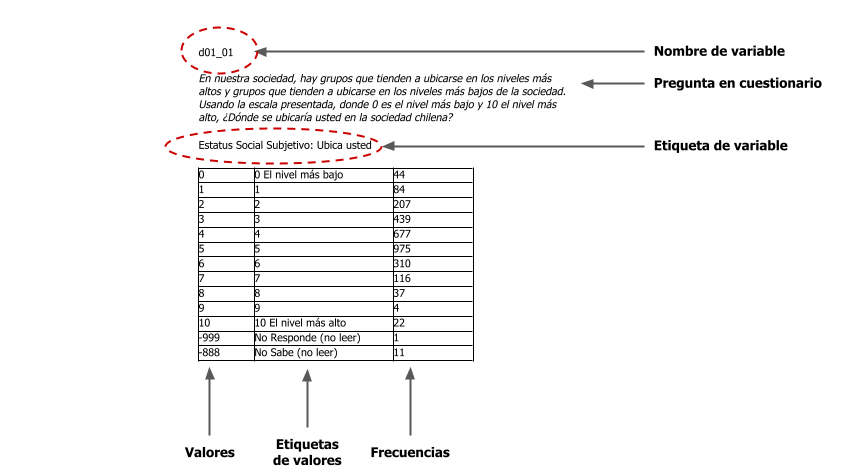 d01_01
Nombre de variable
En nuestra sociedad, hay grupos que tienden a ubicarse en los niveles más
altos y grupos que tienden a ubicarse en los niveles más bajos de la sociedad.
Usando la escala presentada, donde 0 es el nivel más bajo y 10 el nivel más
alto, ¿Dónde se ubicaría usted en la sociedad chilena?
Pregunta en cuestionario
Estatus Social Subjetivo: Ubica usted
Etiqueta de variable
0 0 El nivel más bajo 44
1 1 84
2 2 207
3 3 439
4 4 677
5 5 975
6 6 310
7 7 116
8 8 37
9 9 4
10 10 El nivel más alto 22
-999 No Responde (no leer) 1
-888 No Sabe (no leer) 11
Valores
Etiquetas
de valores
Frecuencias